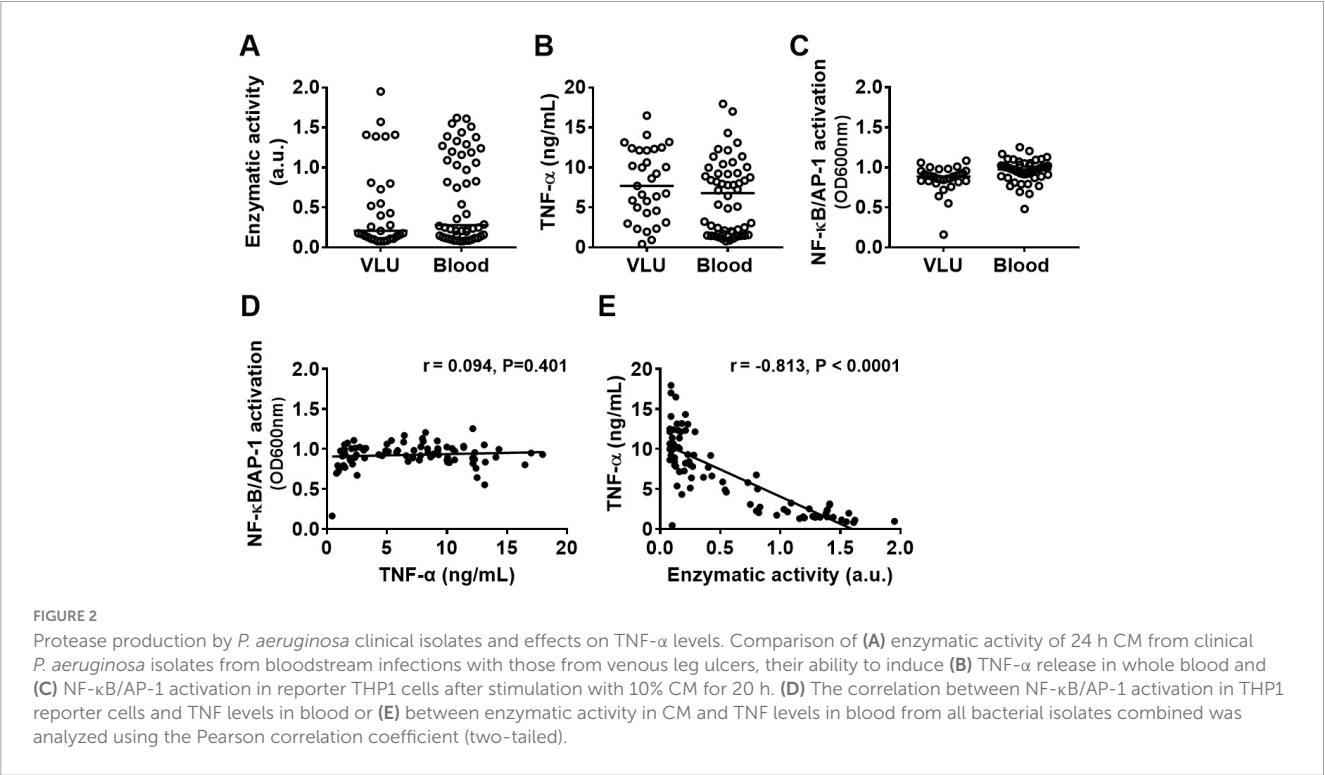 A
B
C
Enzymatic activity
(a.u.)
2.0
1.5
1.0
0.5
0.0
VLU
Blood
TNF-α (ng/mL)
20
15
10
5
0
VLU
Blood
NF-κB/AP-1 activation
(OD600nm)
2.0
1.0
0.0
VLU
Blood
D
E
NF-κB/AP-1 activation
(OD600nm)
2.0
1.5
1.0
0.5
0.0
r = 0.094, P=0.401
0
5
10
15
20
TNF-α (ng/mL)
TNF-α (ng/mL)
20
15
10
5
0
r = -0.813, P < 0.0001
0.0
0.5
1.0
1.5
2.0
Enzymatic activity (a.u.)
FIGURE 2
Protease production by P. aeruginosa clinical isolates and effects on TNF-α levels. Comparison of (A) enzymatic activity of 24 h CM from clinical
P. aeruginosa isolates from bloodstream infections with those from venous leg ulcers, their ability to induce (B) TNF-α release in whole blood and
(C) NF-κB/AP-1 activation in reporter THP1 cells after stimulation with 10% CM for 20 h. (D) The correlation between NF-κB/AP-1 activation in THP1
reporter cells and TNF levels in blood or (E) between enzymatic activity in CM and TNF levels in blood from all bacterial isolates combined was
analyzed using the Pearson correlation coefficient (two-tailed).